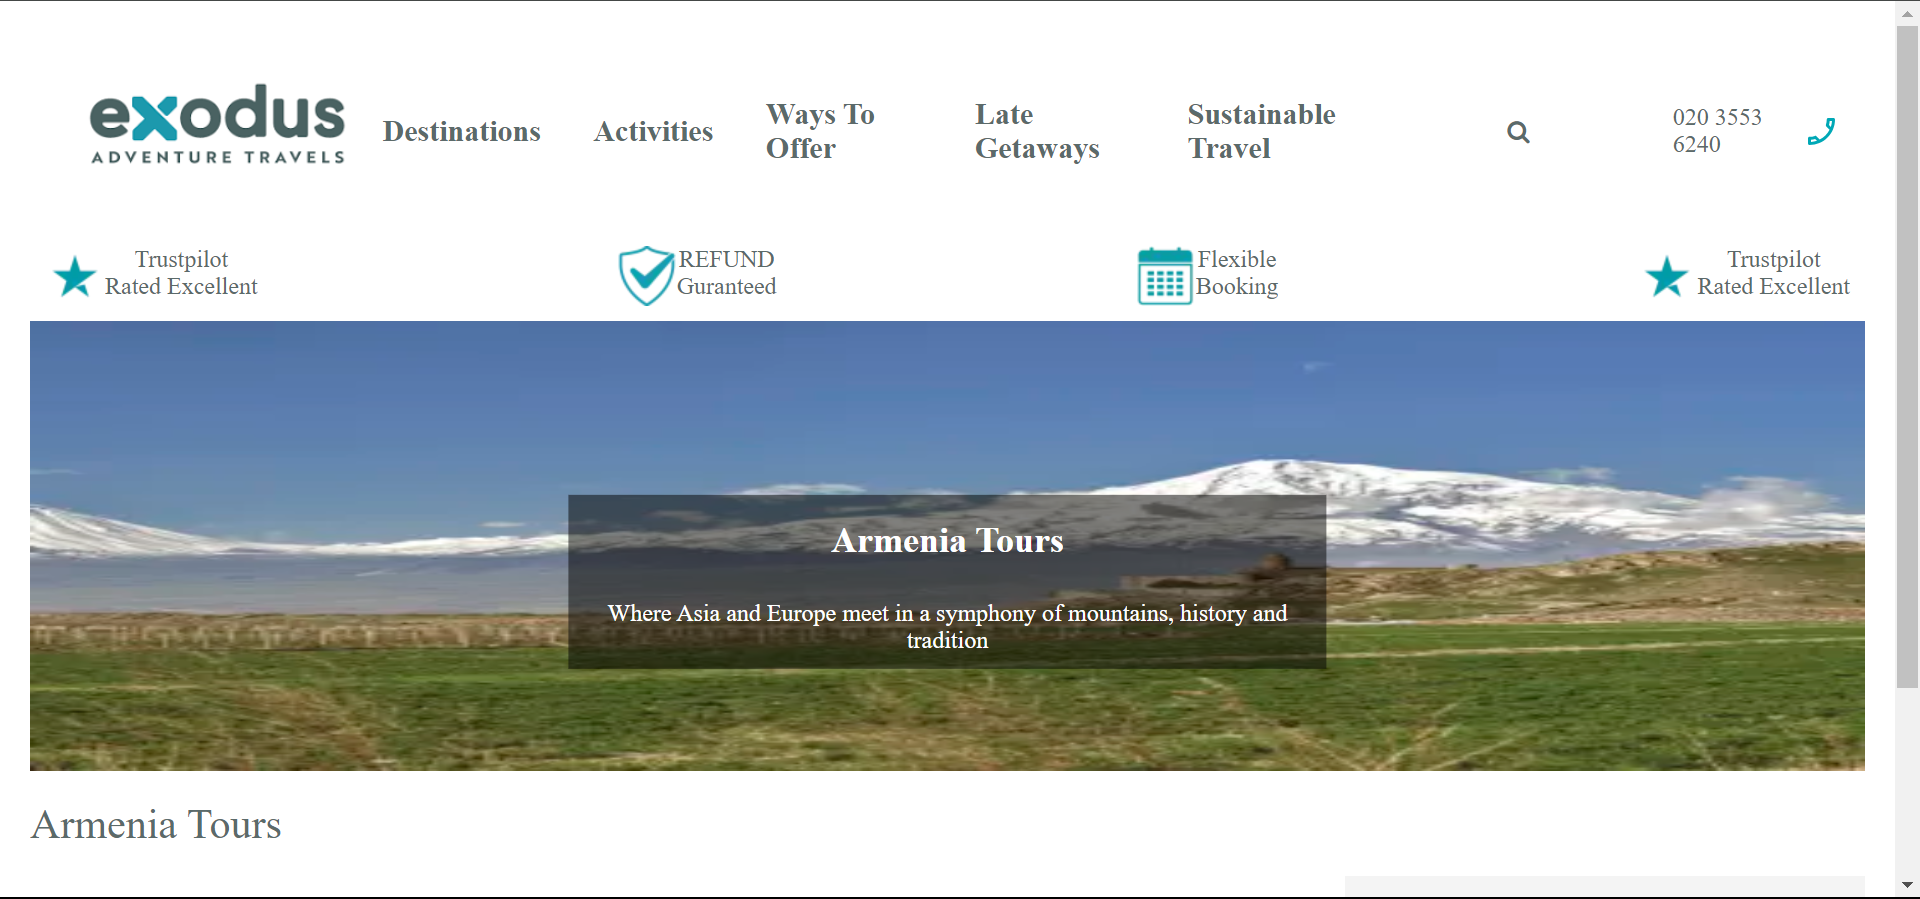 exodus
ADVENTURE TRAVELS
Destinations
Activities
Ways To
Offer
Late
Getaways
Sustainable
Travel
020 3553
6240
Trustpilot
Rated Excellent
REFUND
Guranteed
Flexible
Booking
Trustpilot
Rated Excellent
Armenia Tours
Where Asia and Europe meet in a symphony of mountains, history and
tradition
Armenia Tours